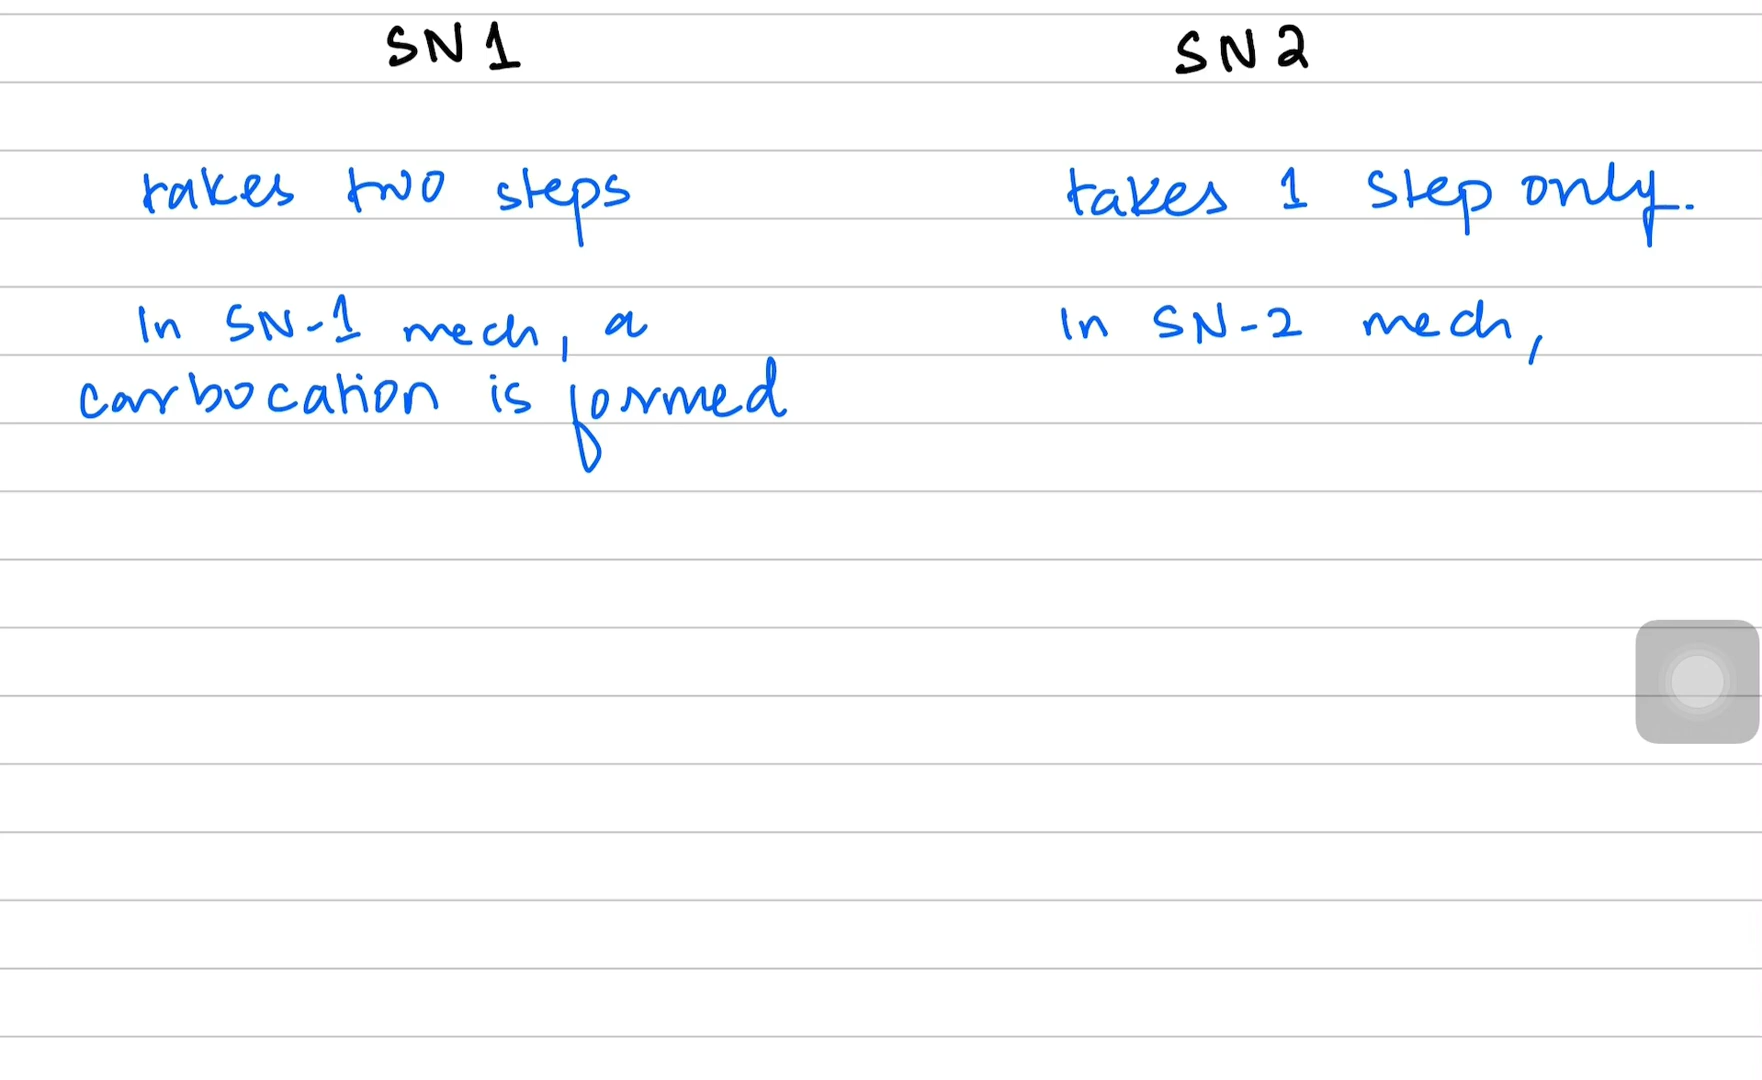 SN 1
SN 2
takes two steps
takes 1 step only.
In SN-1 mech, a
carbocation is formed
In SN-2 mech,